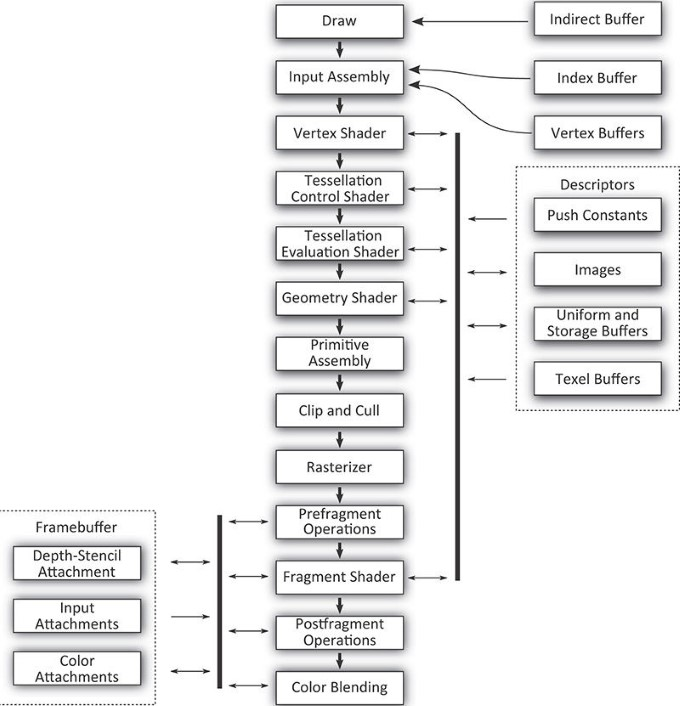 Draw
Indirect Buffer
Input Assembly
Index Buffer
Vertex Shader
Vertex Buffers
Tessellation
Control Shader
Descriptors
Push Constants
Tessellation
Evaluation Shader
Images
Geometry Shader
Uniform and
Storage Buffers
Primitive
Assembly
Texel Buffers
Clip and Cull
Rasterizer
Prefragment
Operations
Framebuffer
Depth-Stencil
Attachment
Fragment Shader
Input
Attachments
Postfragment
Operations
Color
Attachments
Color Blending